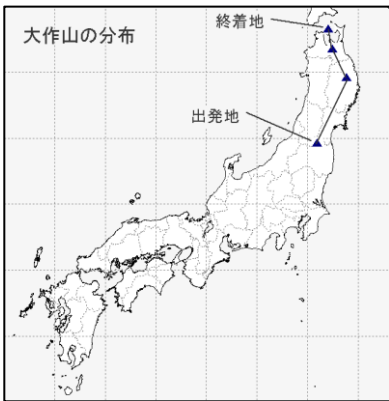 大作山の分布
終着地
出発地